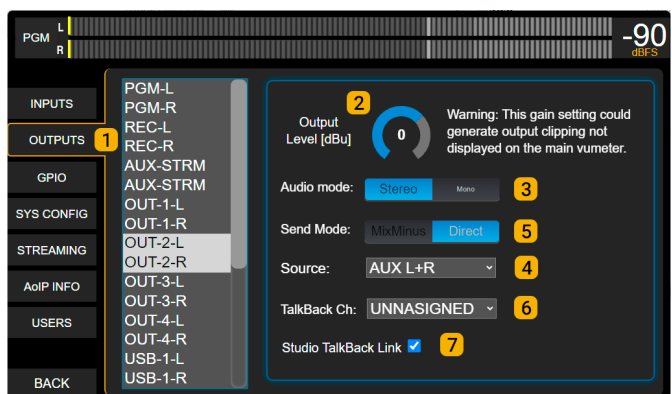 PGM
L
R
-90
dBFS
INPUTS
OUTPUTS
GPIO
SYS CONFIG
STREAMING
AoIP INFO
USERS
BACK
1
PGM-L
PGM-R
REC-L
REC-R
AUX-STRM
AUX-STRM
OUT-1-L
OUT-1-R
OUT-2-L
OUT-2-R
OUT-3-L
OUT-3-R
OUT-4-L
OUT-4-R
USB-1-L
USB-1-R
2
Output
Level [dBu]
0
Warning: This gain setting could
generate output clipping not
displayed on the main vumeter.
Audio mode: Stereo Mono 3
Send Mode: MixMinus Direct 5
Source: AUX L+R 4
TalkBack Ch: UNNASIGNED 6
Studio TalkBack Link 7